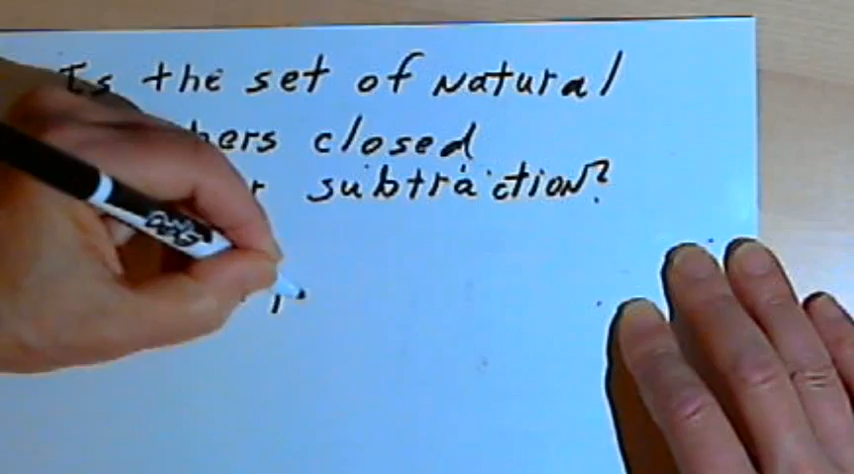 Is the set of Natural
closed
subtraction?